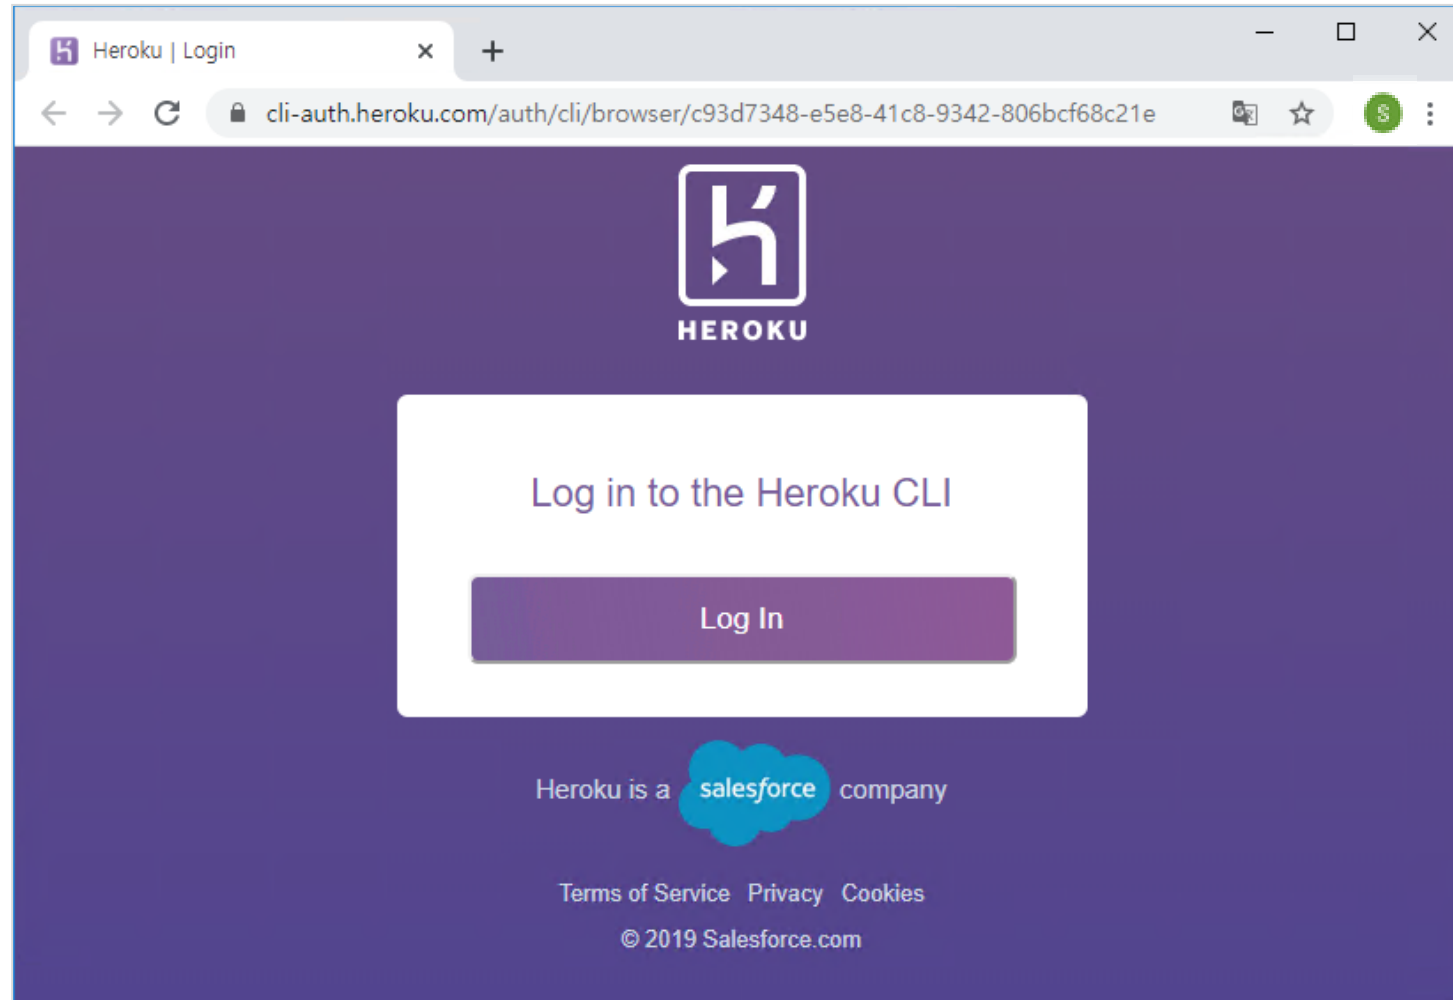 Heroku | Login
cli-auth.heroku.com/auth/cli/browser/c93d7348-e5e8-41c8-9342-806bcf68c21e
S
HEROKU
Log in to the Heroku CLI
Log In
Heroku is a salesforce company
Terms of Service Privacy Cookies
© 2019 Salesforce.com